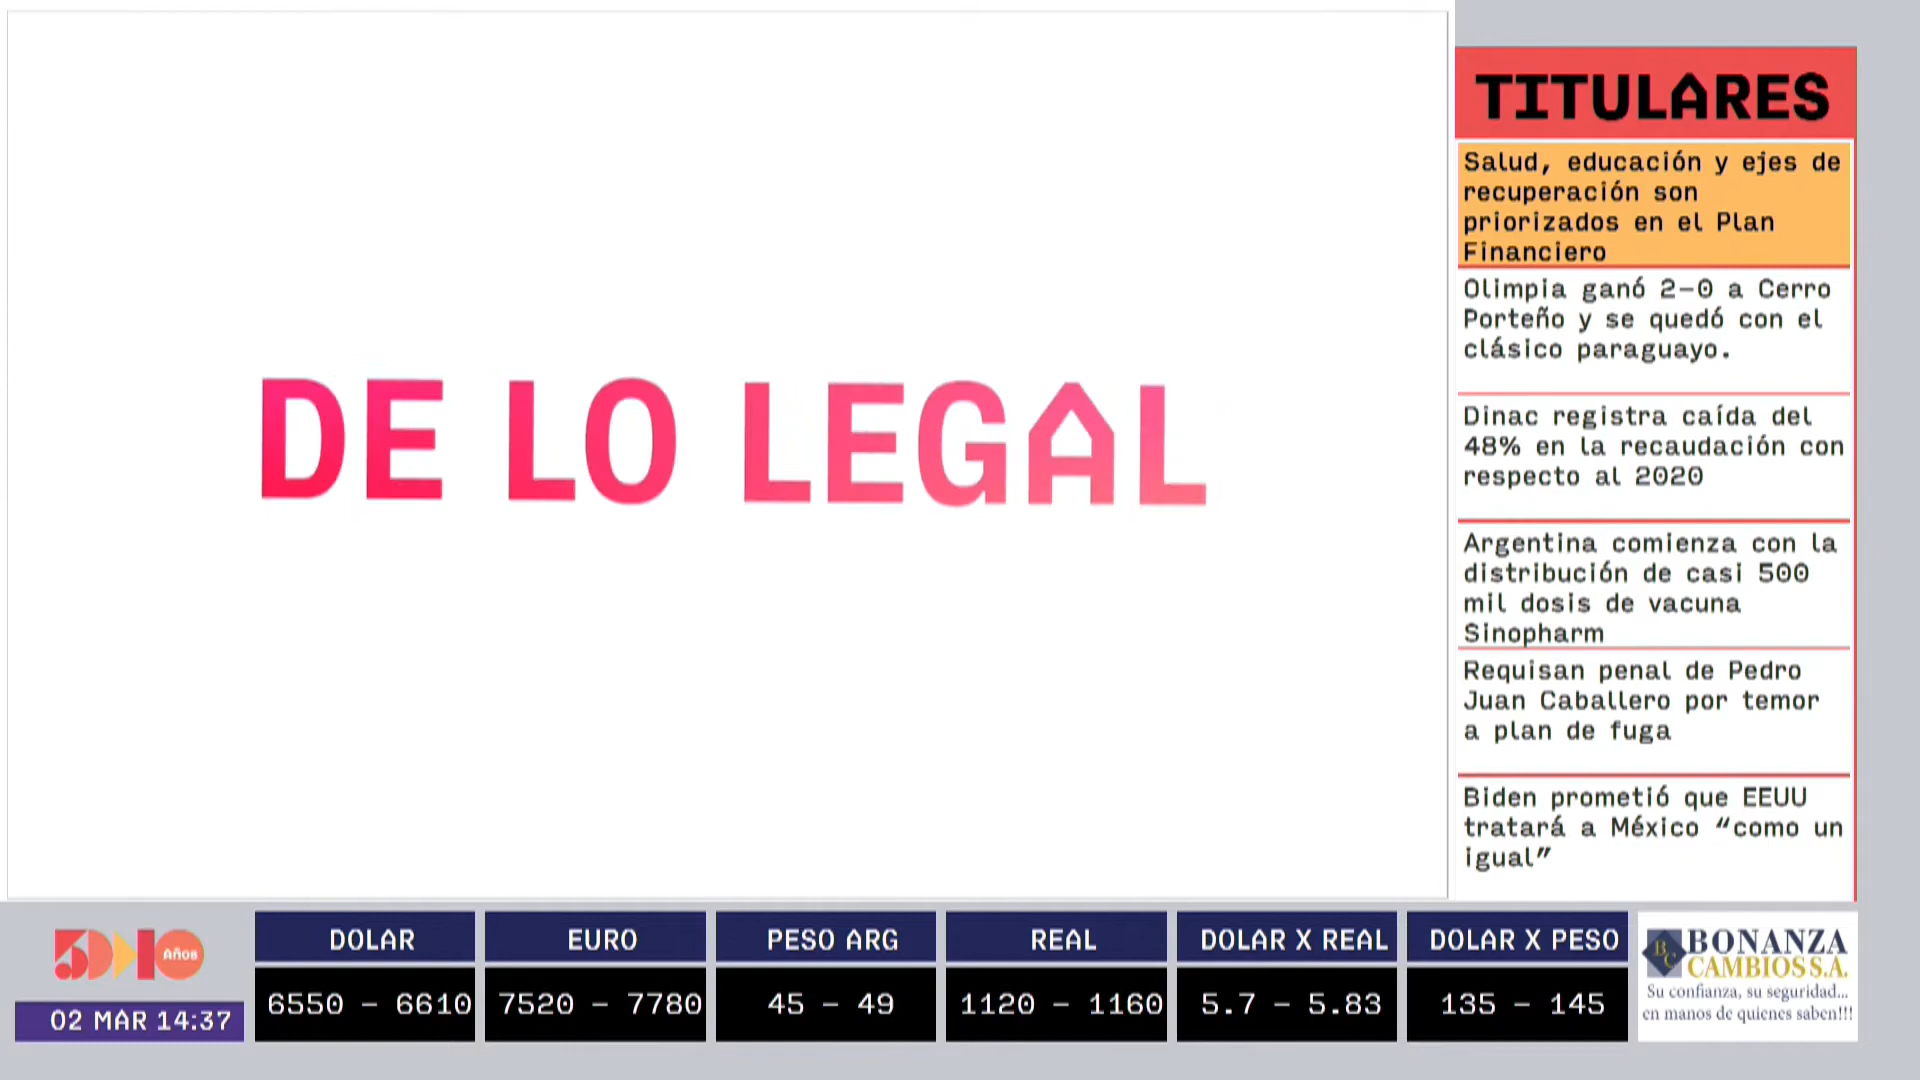 DE LO LEGAL
TITULARES
Salud, educación y ejes de
recuperación son
priorizados en el Plan
Financiero
Olimpia ganó 2-0 a Cerro
Porteño y se quedó con el
clásico paraguayo.
Dinac registra caída del
48% en la recaudación con
respecto al 2020
Argentina comienza con la
distribución de casi 500
mil dosis de vacuna
Sinopharm
Requisan penal de Pedro
Juan Caballero por temor
a plan de fuga
Biden prometió que EEUU
tratará a México “como un
igual”
Años
02 MAR 14:37
DOLAR
6550 - 6610
EURO
7520 - 7780
PESO ARG
45 - 49
REAL
1120 - 1160
DOLAR X REAL
5.7 - 5.83
DOLAR X PESO
135 - 145
BC
BONANZA
CAMBIOS S.A.
Su confianza, su seguridad...
en manos de quienes saben!!!